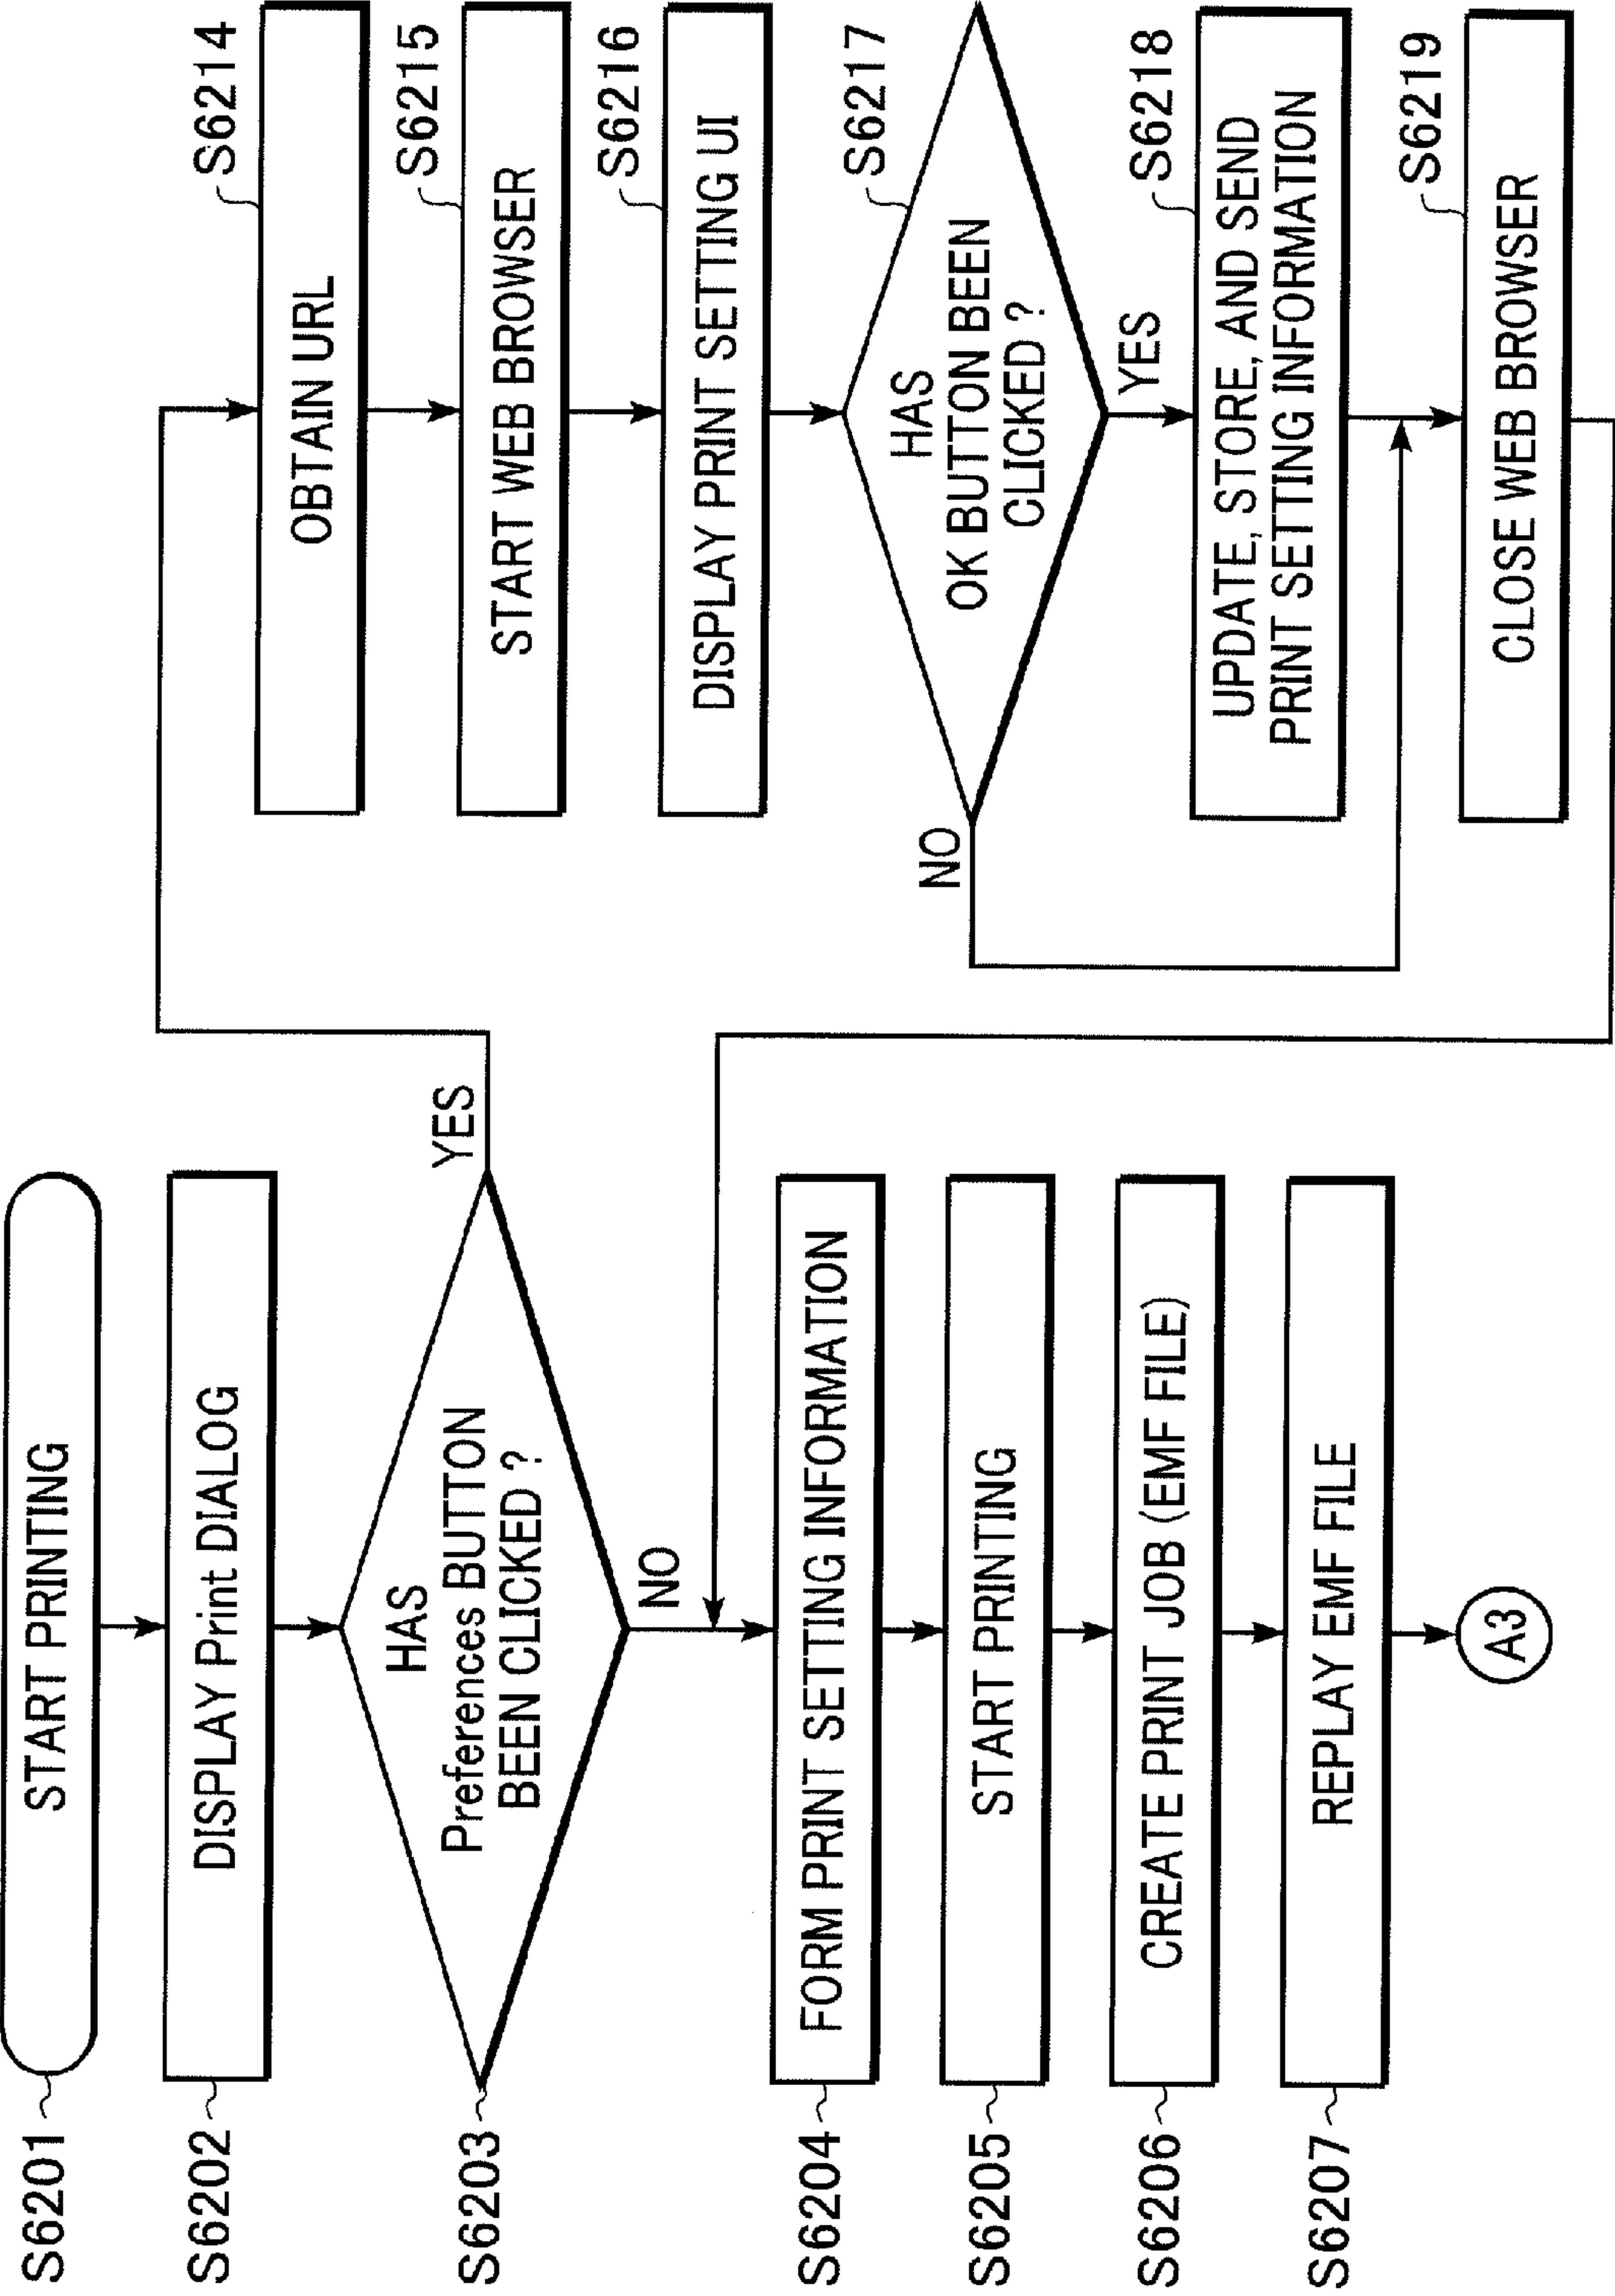 S6201
START PRINTING
S6202
DISPLAY Print DIALOG
S6203
HAS
Preferences BUTTON
BEEN CLICKED ?
YES
NO
S6204
FORM PRINT SETTING INFORMATION
S6205
START PRINTING
S6206
CREATE PRINT JOB (EMF FILE)
S6207
REPLAY EMF FILE
A3
S6214
OBTAIN URL
S6215
START WEB BROWSER
S6216
DISPLAY PRINT SETTING UI
S6217
HAS
OK BUTTON BEEN
CLICKED ?
NO
YES
S6218
UPDATE, STORE, AND SEND
PRINT SETTING INFORMATION
S6219
CLOSE WEB BROWSER